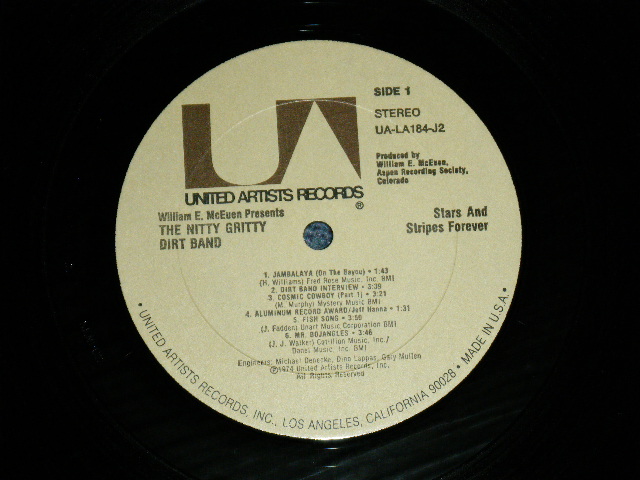 UA
SIDE 1
STEREO
UA-LA184-J2
Produced by
William E. McEuen,
Aspen Recording Society,
Colorado
UNITED ARTISTS RECORDS
®
William E. McEuen Presents
THE NITTY GRITTY
DIRT BAND
Stars And
Stripes Forever
1. JAMBALAYA (On The Bayou) • 1:43
(H. Williams) Fred Rose Music, Inc. BMI
2. DIRT BAND INTERVIEW • 3:39
3. COSMIC COWBOY (Part 1) • 3:21
(M. Murphy) Mystery Music BMI
4. ALUMINUM RECORD AWARD/Jeff Hanna • 1:31
5. FISH SONG • 3:56
(J. Fadden) Unart Music Corporation BMI
6. MR. BOJANGLES • 3:46
(J. J. Walker) Cotillion Music, Inc./
Danel Music, Inc. BMI
Engineers: Michael Denecke, Dino Lappas, Gary Mullen
℗ 1974 United Artists Records, Inc.
All Rights Reserved
• UNITED ARTISTS RECORDS, INC., LOS ANGELES, CALIFORNIA 90028 • MADE IN U.S.A. •